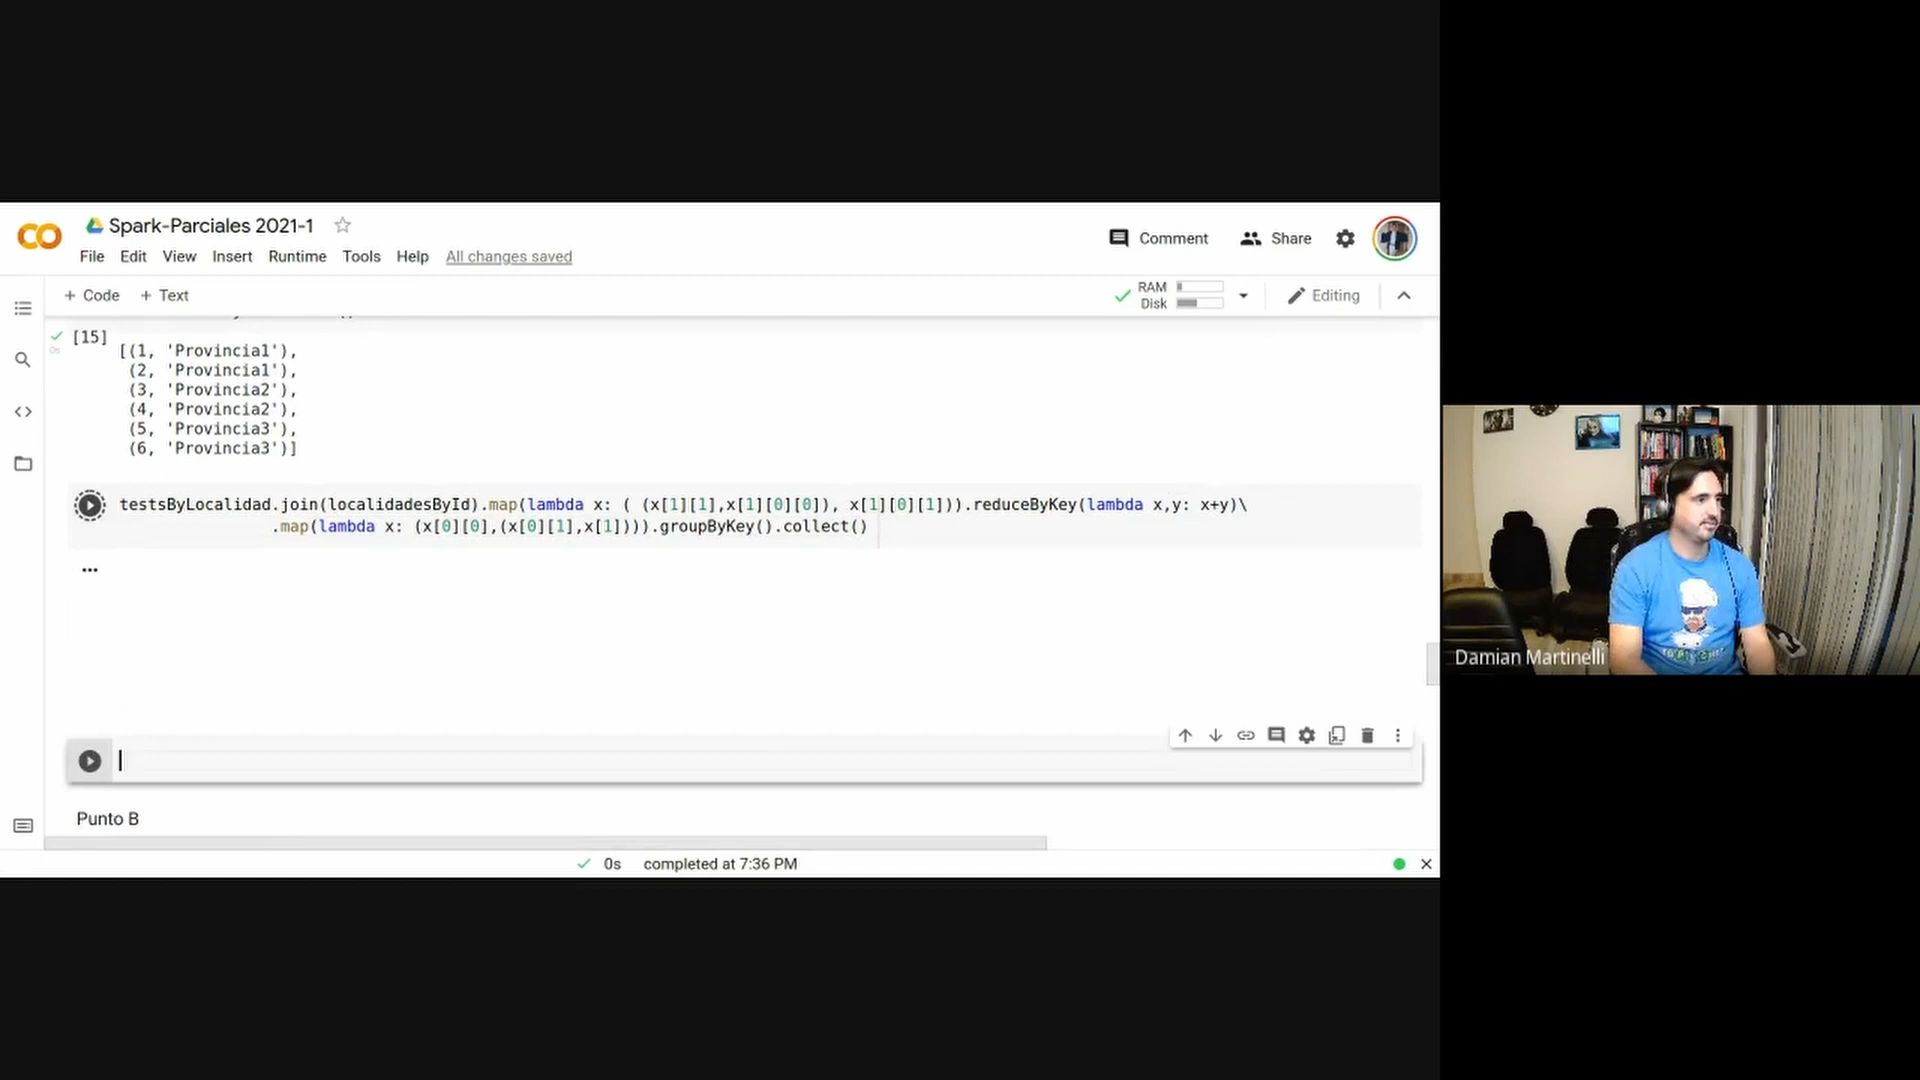 Spark-Parciales 2021-1
Comment
Share
File Edit View Insert Runtime Tools Help All changes saved
+ Code + Text
RAM
Disk
Editing
[15]
0s
[(1, 'Provincia1'),
(2, 'Provincia1'),
(3, 'Provincia2'),
(4, 'Provincia2'),
(5, 'Provincia3'),
(6, 'Provincia3')]
testsByLocalidad.join(localidadesById).map(lambda x: ( (x[1][1],x[1][0][0]), x[1][0][1])).reduceByKey(lambda x,y: x+y)\
.map(lambda x: (x[0][0],(x[0][1],x[1]))).groupByKey().collect()
...
Punto B
0s completed at 7:36 PM
Damian Martinelli